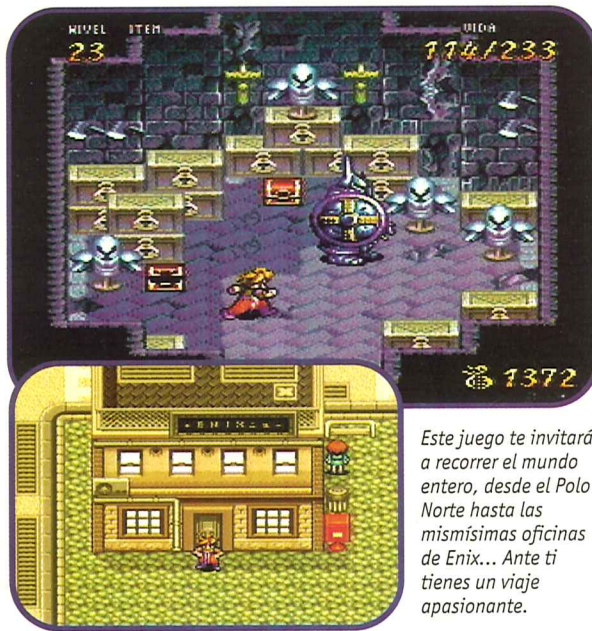 NIVEL ITEM VIDA
23 114/233
1372
ENIX
Este juego te invitará
a recorrer el mundo
entero, desde el Polo
Norte hasta las
mismísimas oficinas
de Enix... Ante ti
tienes un viaje
apasionante.